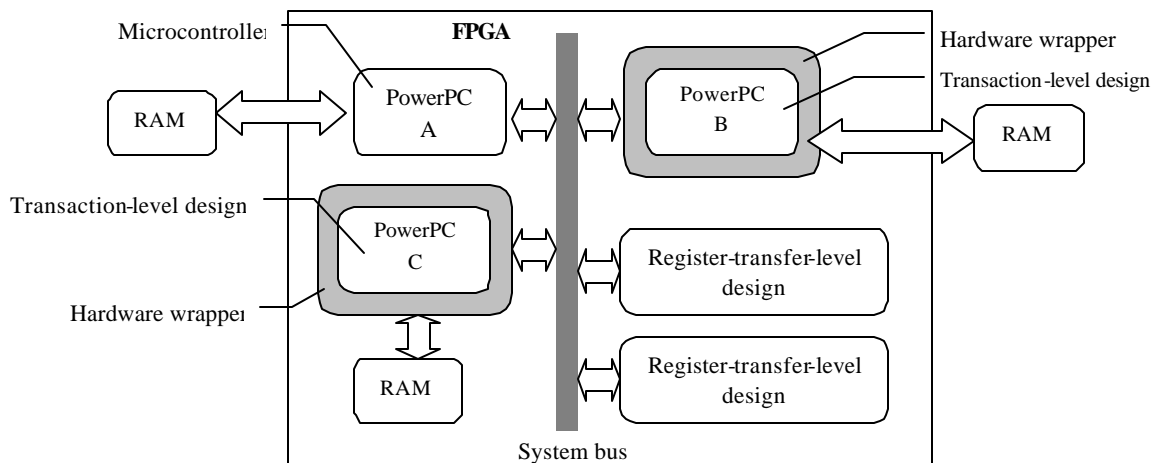 Microcontroller
FPGA
Hardware wrapper
PowerPC
A
PowerPC
B
Transaction-level design
RAM
RAM
Transaction-level design
PowerPC
C
Register-transfer-level
design
Hardware wrapper
RAM
Register-transfer-level
design
System bus